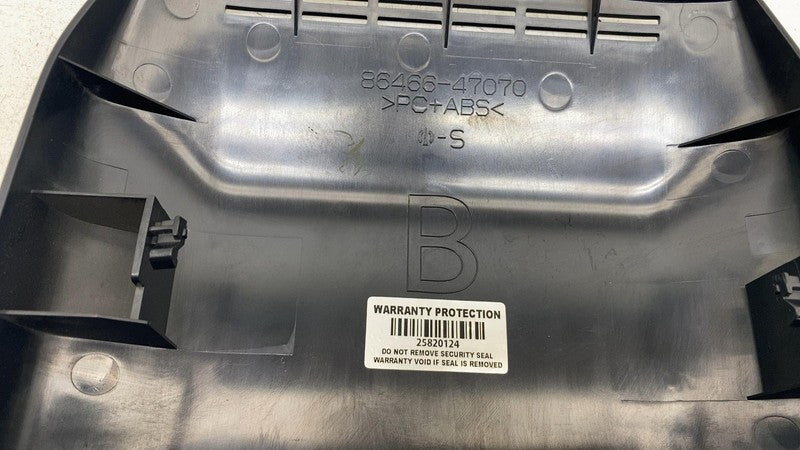 86466-47070
>PC+ABS<
-S
B
WARRANTY PROTECTION
25820124
DO NOT REMOVE SECURITY SEAL
WARRANTY VOID IF SEAL IS REMOVED